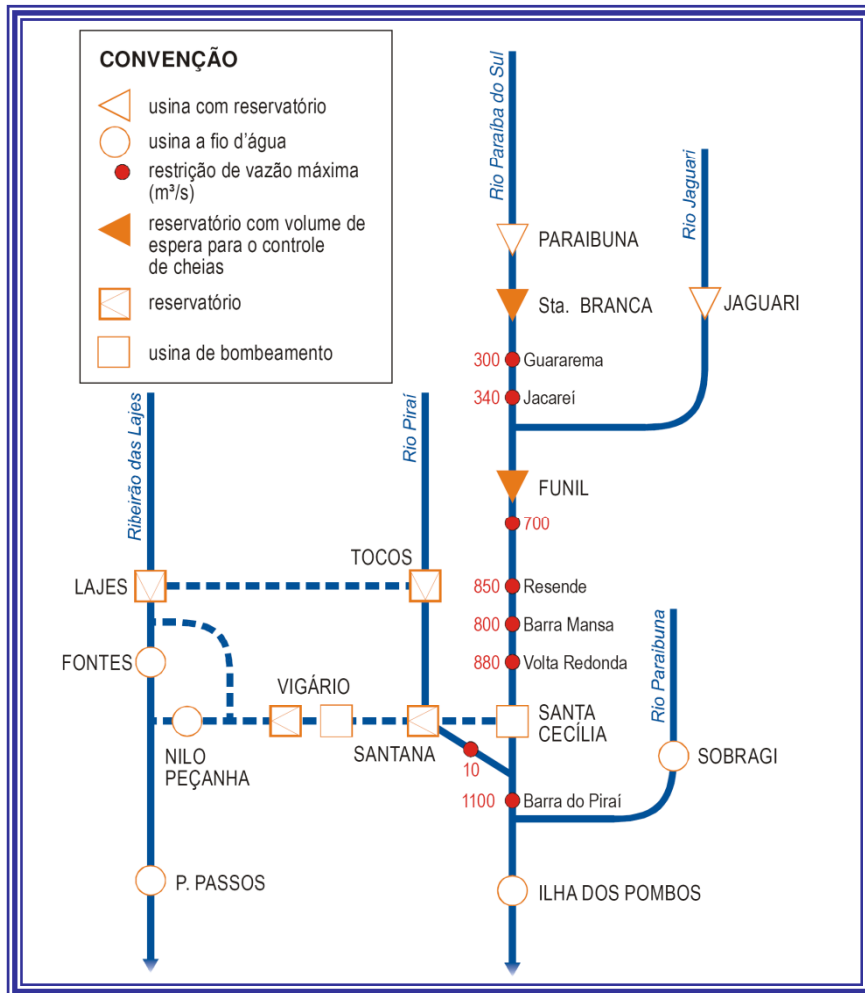 CONVENÇÃO
usina com reservatório
usina a fio d'água
restrição de vazão máxima
(m³/s)
reservatório com volume de
espera para o controle
de cheias
reservatório
usina de bombeamento
Rio Paraíba do Sul
Rio Jaguari
PARAIBUNA
Sta. BRANCA
JAGUARI
300 Guararema
340 Jacareí
Ribeirão das Lajes
Rio Piraí
FUNIL
700
TOCOS
LAJES
850 Resende
800 Barra Mansa
880 Volta Redonda
Rio Paraibuna
FONTES
VIGÁRIO
SANTA
CECÍLIA
NILO
PEÇANHA
SANTANA
SOBRAGI
10
1100 Barra do Piraí
P. PASSOS
ILHA DOS POMBOS